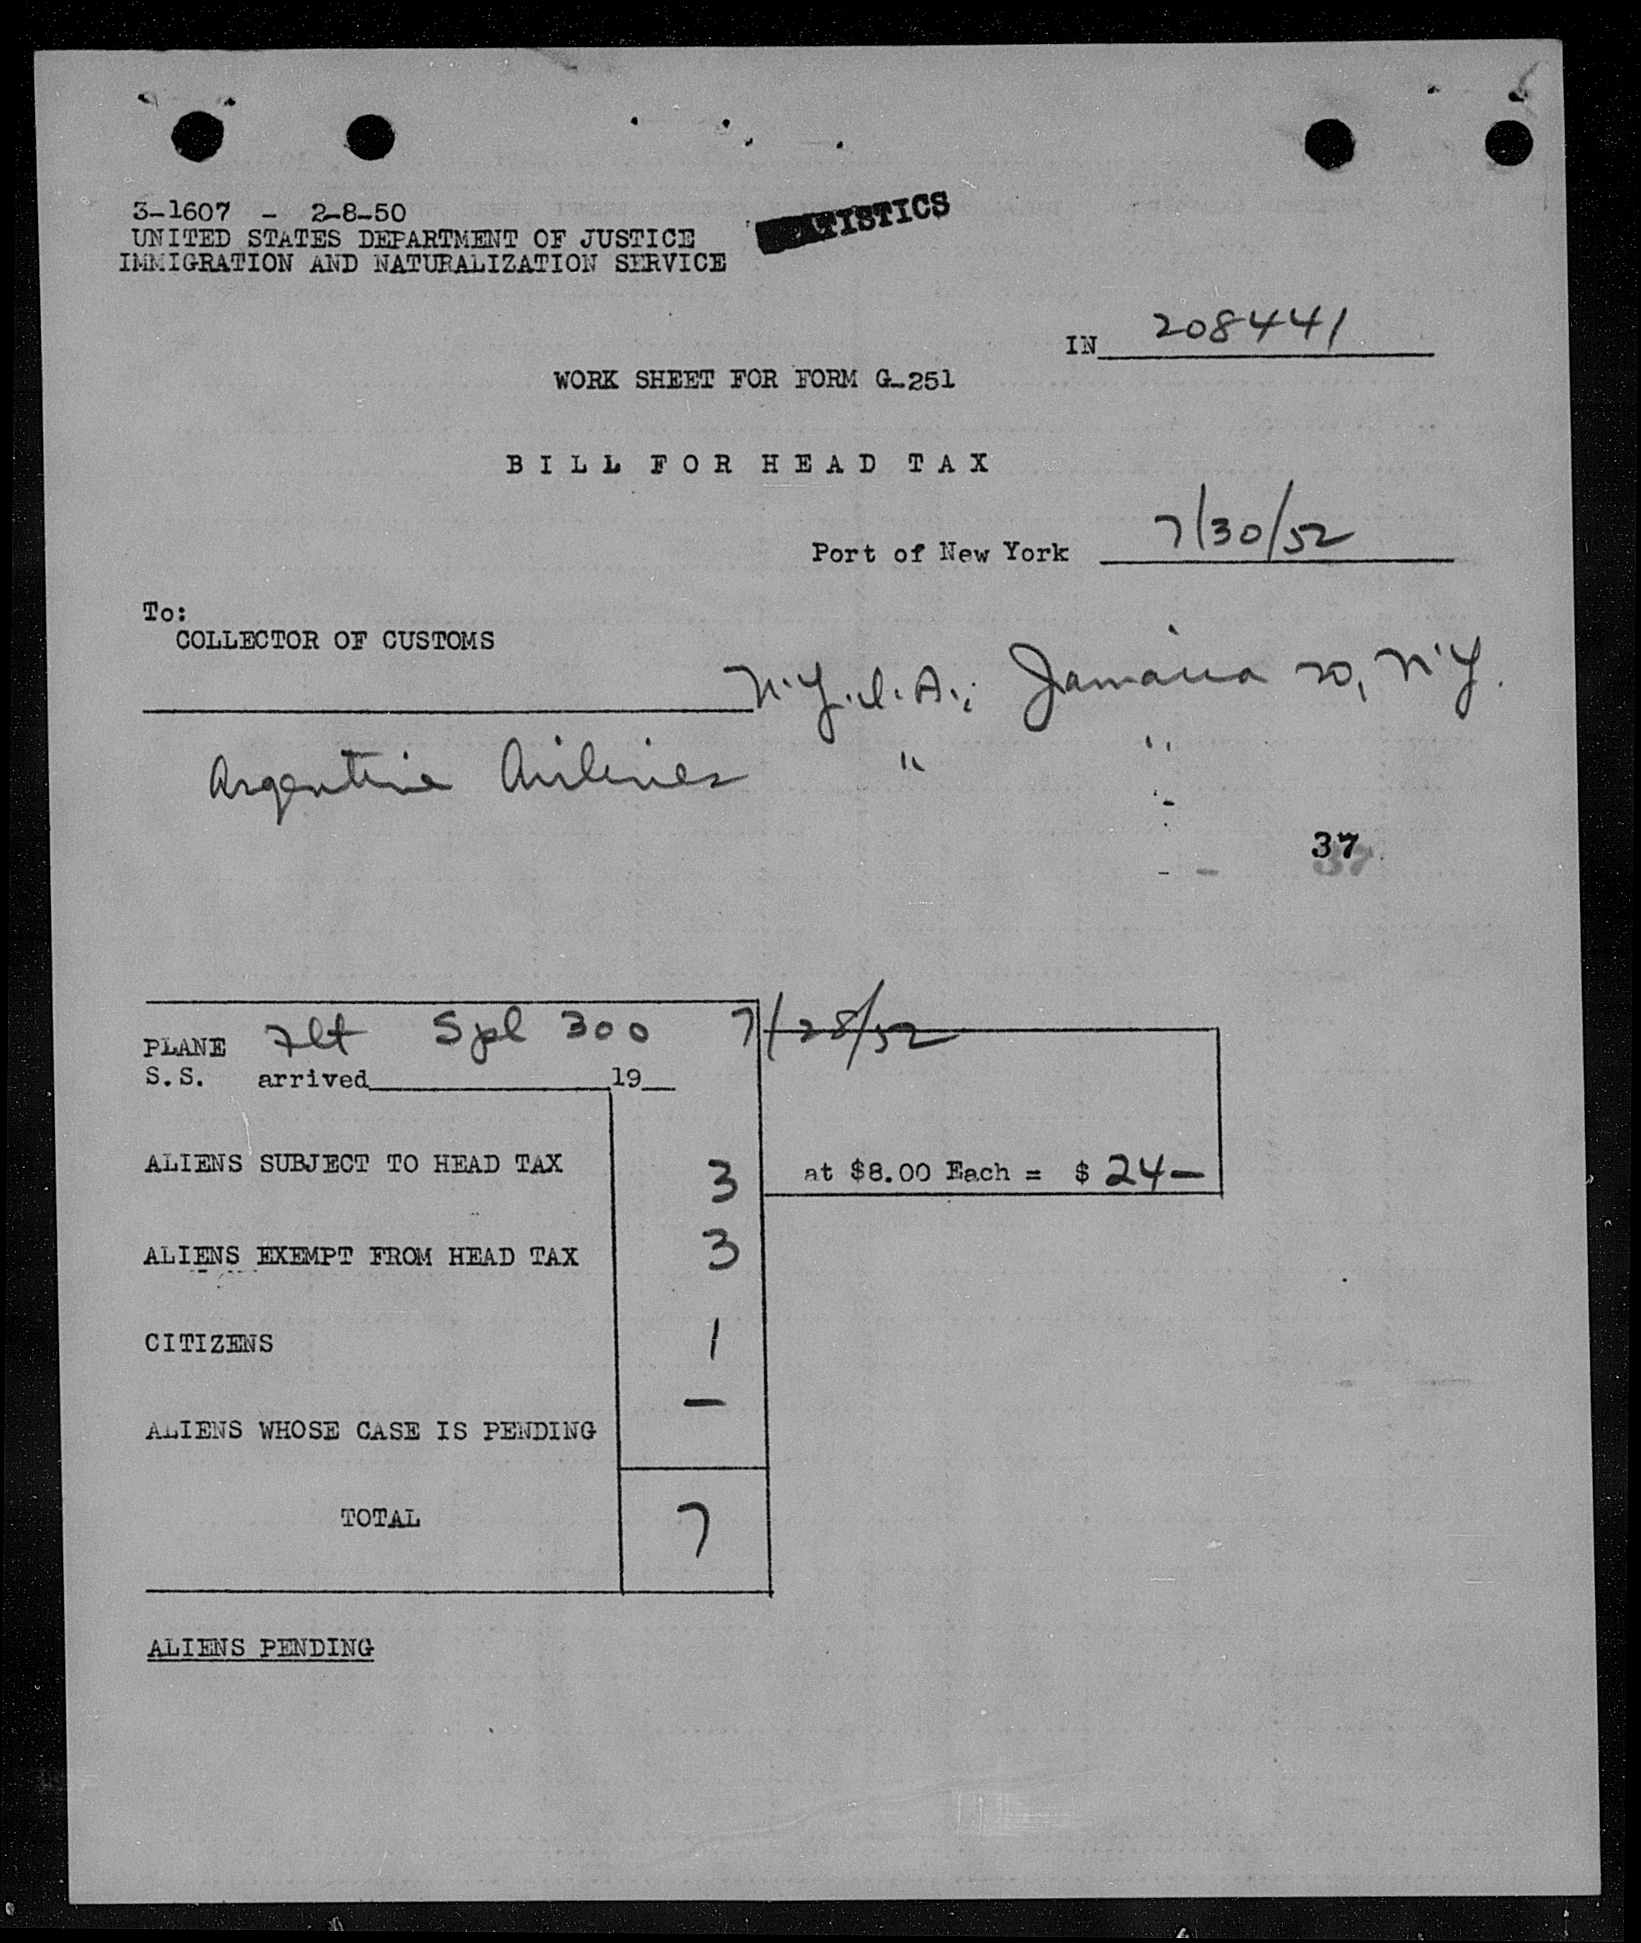 3-1607 - 2-8-50
UNITED STATES DEPARTMENT OF JUSTICE
IMMIGRATION AND NATURALIZATION SERVICE
STATISTICS
IN 208441
WORK SHEET FOR FORM G-251
BILL FOR HEAD TAX
Port of New York 7/30/52
To:
COLLECTOR OF CUSTOMS
N.Y.I.A., Jamaica 20, N.Y.
Argentine Airlines " "
37
PLANE Flt Spl 300 7/28/52
S.S. arrived 19
ALIENS SUBJECT TO HEAD TAX 3 at $8.00 Each = $ 24-
ALIENS EXEMPT FROM HEAD TAX 3
CITIZENS 1
ALIENS WHOSE CASE IS PENDING -
TOTAL 7
ALIENS PENDING